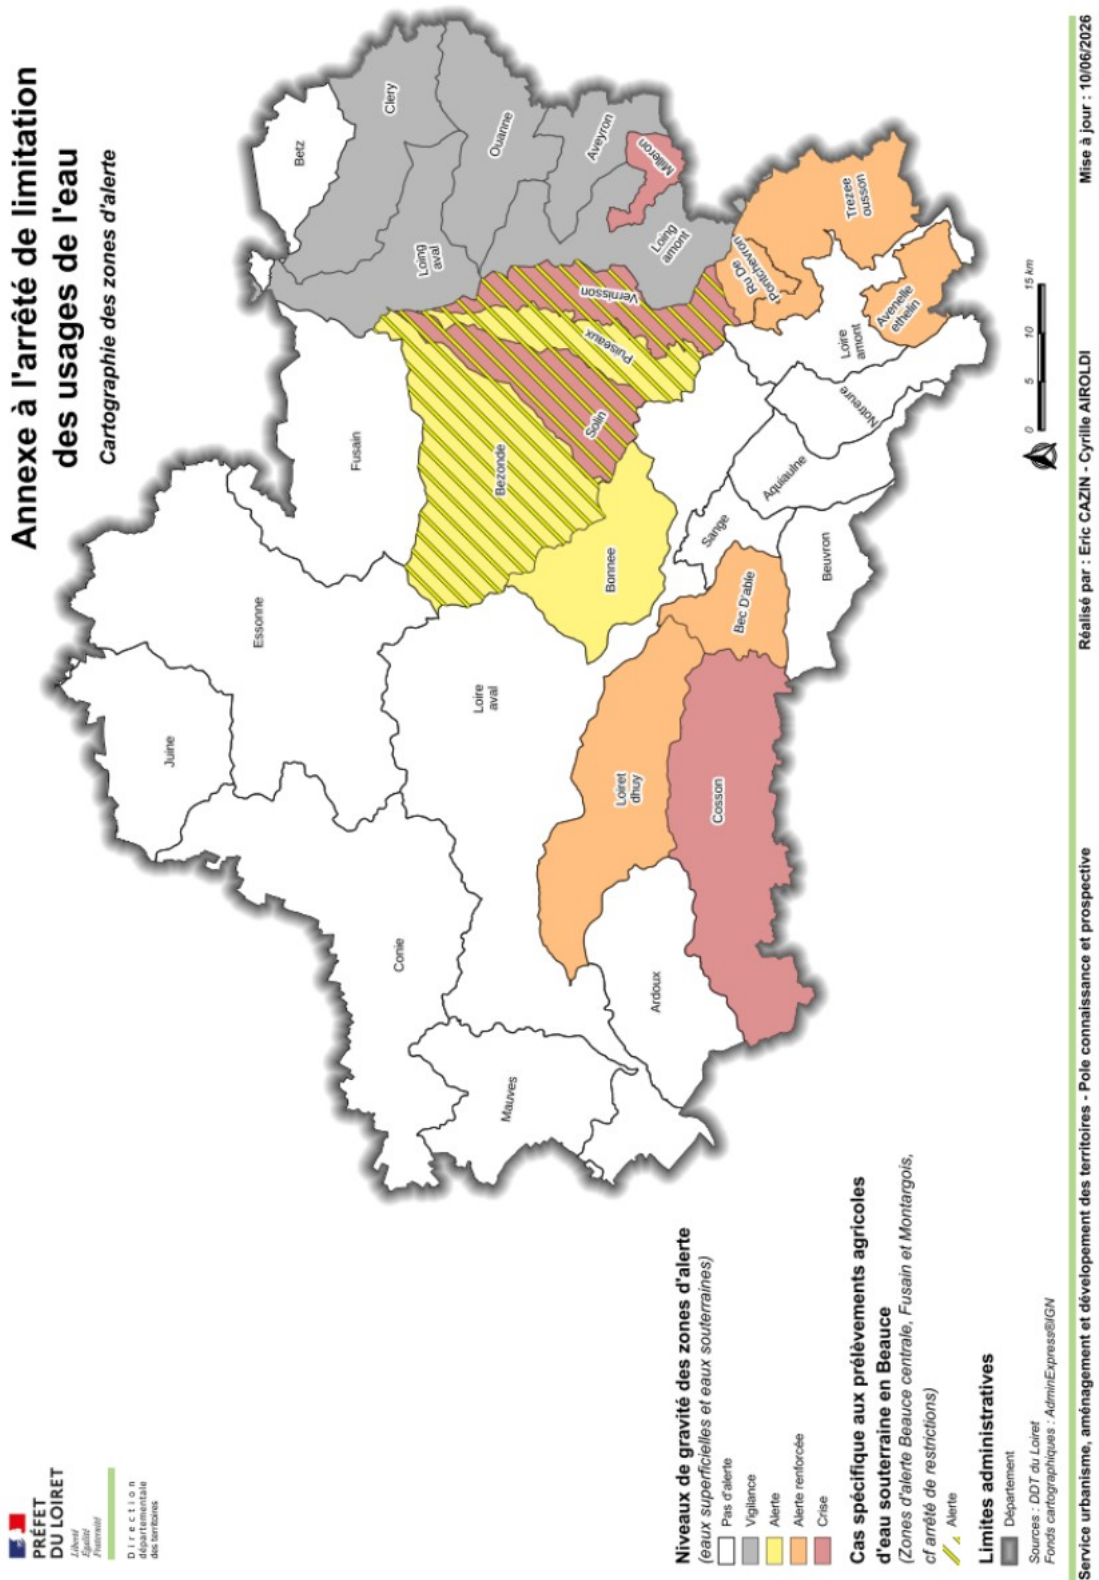 PRÉFET
DU LOIRET
Liberté
Égalité
Fraternité
Direction
départementale
des territoires
Annexe à l'arrêté de limitation
des usages de l'eau
Cartographie des zones d'alerte
Betz
Clery
Ouanne
Aveyron
Milleron
Loing
aval
Loing
amont
Vernisson
Puiseaux
Solin
Bezonde
Fusain
Essonne
Juine
Conie
Mauves
Loire
aval
Bonnee
Loiret
dhuy
Ardoux
Cosson
Bec D'able
Beuvron
Sange
Aquiaulne
Notreure
Loire
amont
Avenelle
ethelin
Ru De
Pontchevron
Trezee
ousson
Niveaux de gravité des zones d'alerte
(eaux superficielles et eaux souterraines)
Pas d'alerte
Vigilance
Alerte
Alerte renforcée
Crise
Cas spécifique aux prélèvements agricoles
d'eau souterraine en Beauce
(Zones d'alerte Beauce centrale, Fusain et Montargois,
cf arrêté de restrictions)
Alerte
Limites administratives
Département
Sources : DDT du Loiret
Fonds cartographiques : AdminExpress®IGN
0 5 10 15 km
Service urbanisme, aménagement et dévelopement des territoires - Pole connaissance et prospective
Réalisé par : Eric CAZIN - Cyrille AIROLDI
Mise à jour : 10/06/2026